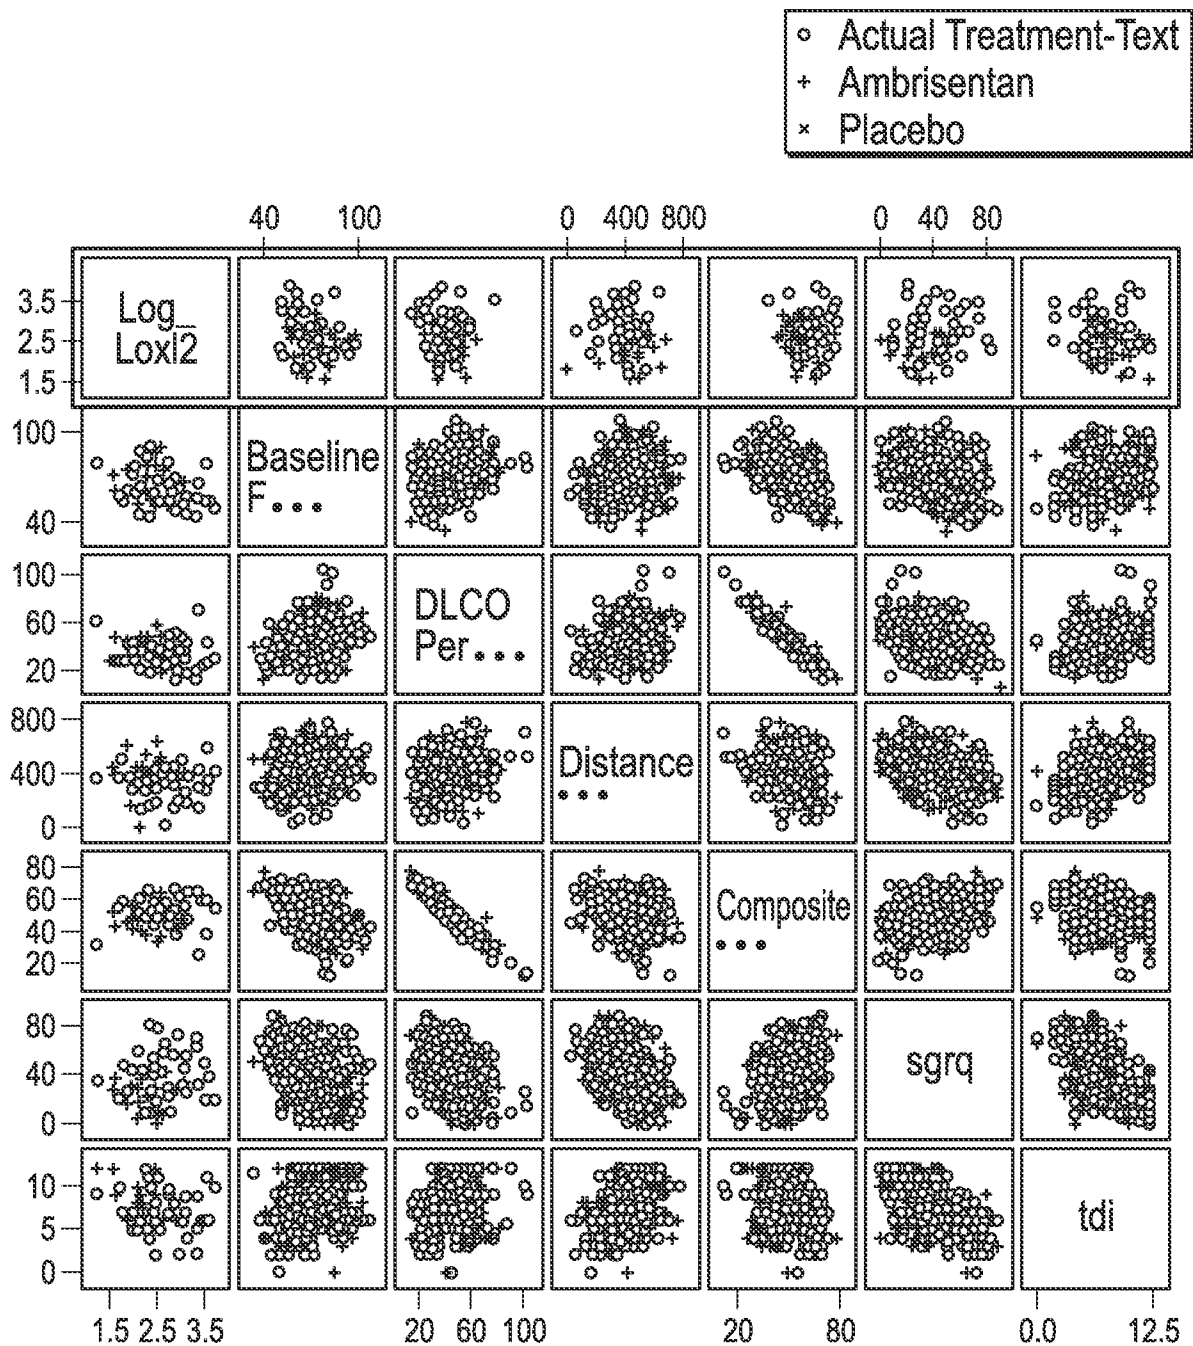 Actual Treatment-Text
Ambrisentan
Placebo
40 100 0 400 800 0 40 80
3.5
2.5
1.5
Log_
Loxi2
100
40
Baseline
F...
100
60
20
DLCO
Per...
800
400
0
Distance
...
80
60
40
20
Composite
...
80
40
0
sgrq
10
5
0
tdi
1.5 2.5 3.5 20 60 100 20 80 0.0 12.5